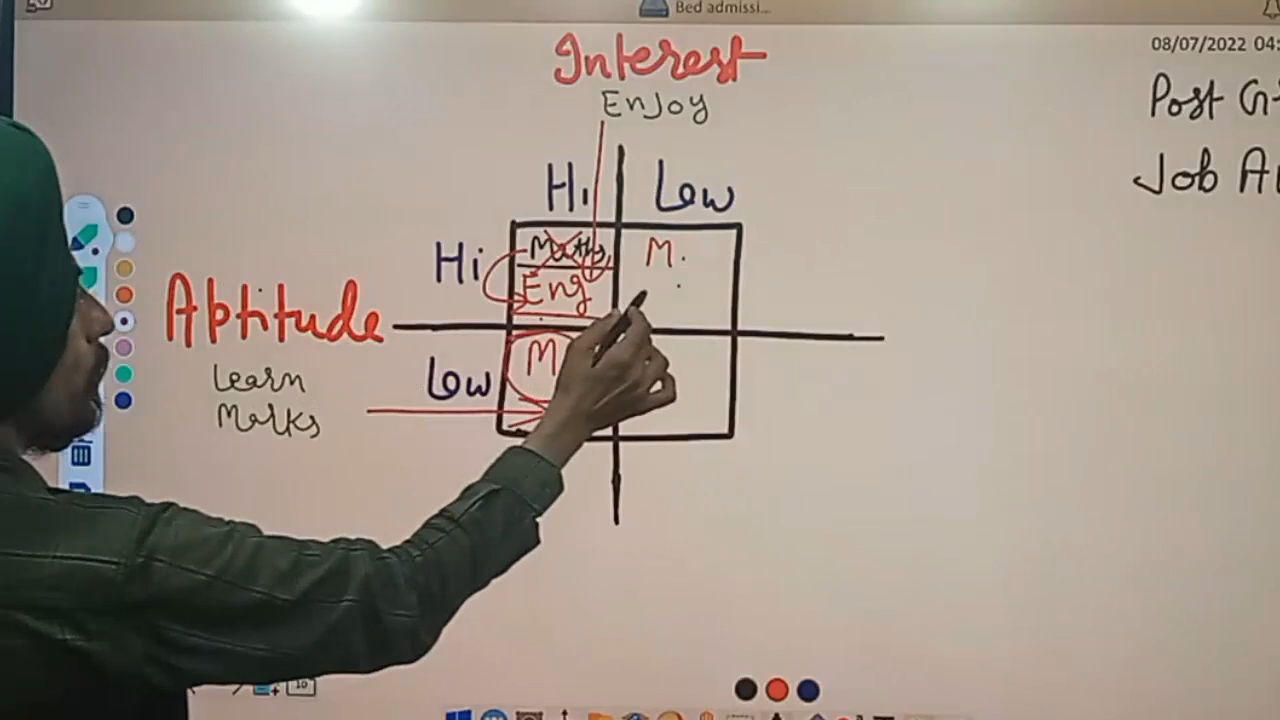 Bed admissi...
08/07/2022 04:
Interest
Enjoy
Post
Job
Hi Low
Hi
Maths
M.
Eng
Aptitude
M
Low
Learn
Marks